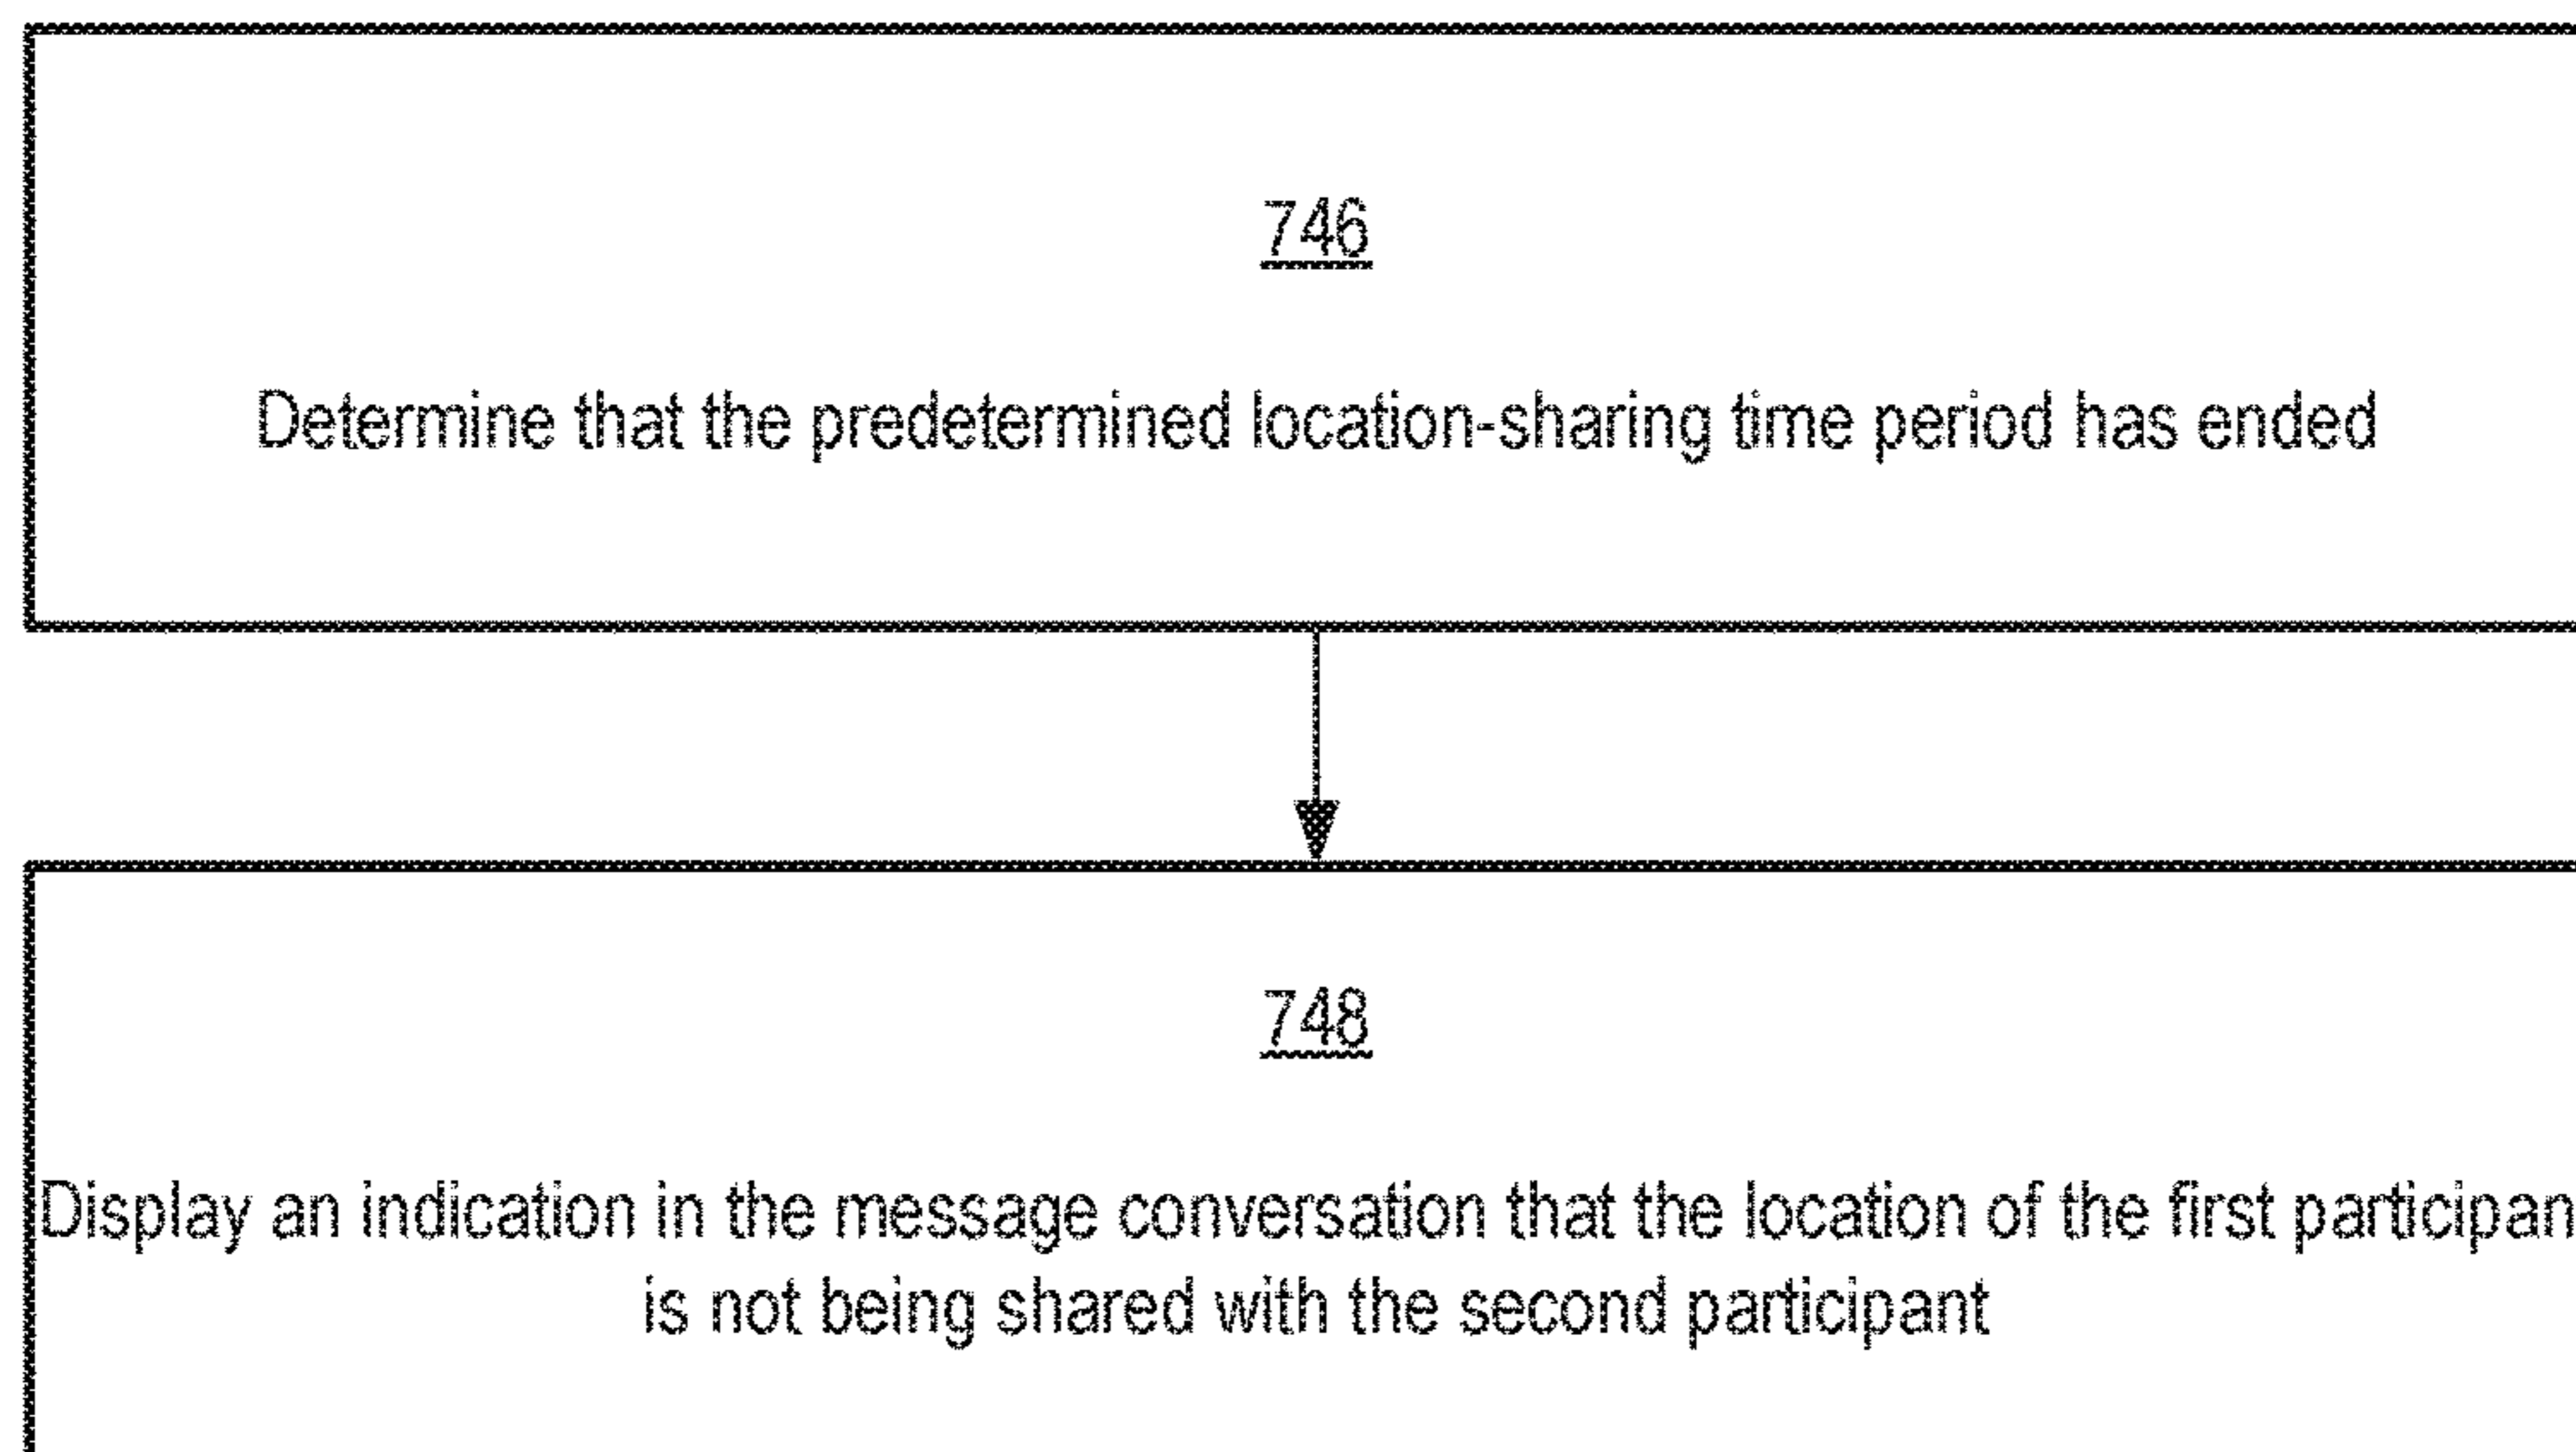 746
Determine that the predetermined location-sharing time period has ended
748
Display an indication in the message conversation that the location of the first participan
is not being shared with the second participant